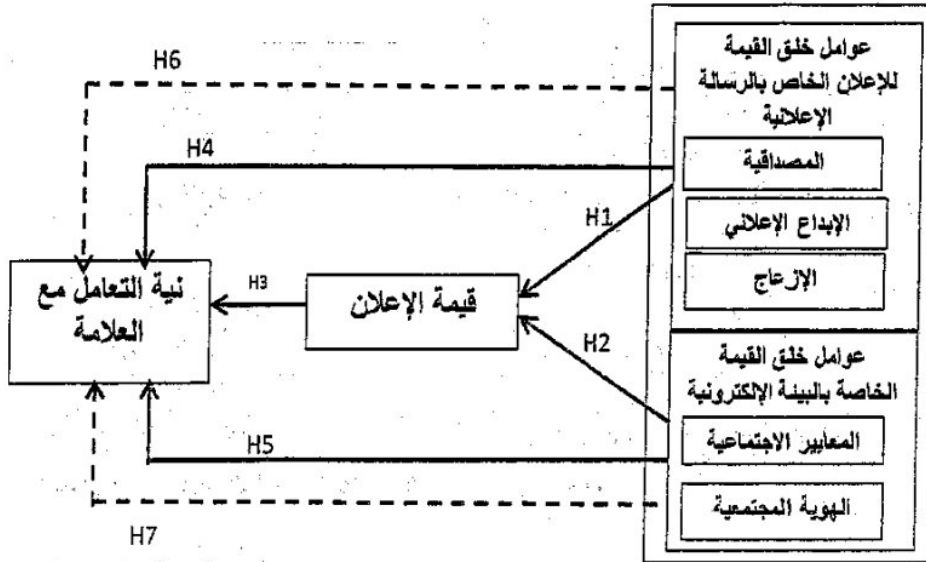 عوامل خلق القيمة
للإعلان الخاص بالرسالة
الإعلانية
المصداقية
الإبداع الإعلاني
الإزعاج
عوامل خلق القيمة
الخاصة بالبيئة الإلكترونية
المعايير الاجتماعية
الهوية المجتمعية
H6
H4
H1
قيمة الإعلان
H3
نية التعامل مع
العلامة
H2
H5
H7